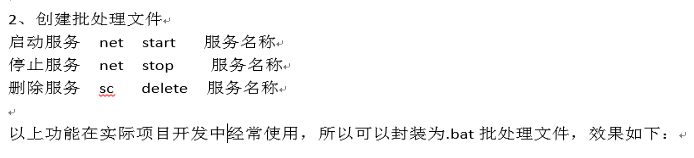 2、创建批处理文件
启动服务 net start 服务名称
停止服务 net stop 服务名称
删除服务 sc delete 服务名称
以上功能在实际项目开发中经常使用，所以可以封装为.bat 批处理文件，效果如下：